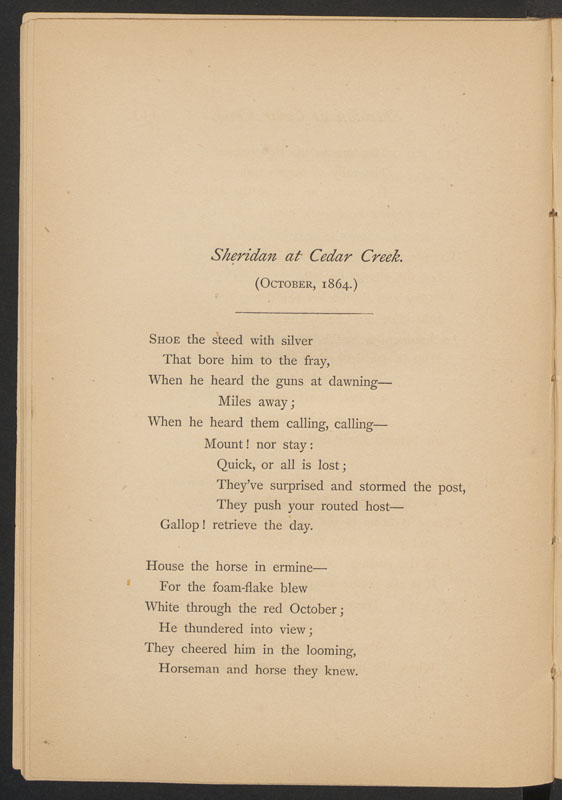 Sheridan at Cedar Creek.
(October, 1864.)
Shoe the steed with silver
That bore him to the fray,
When he heard the guns at dawning—
Miles away;
When he heard them calling, calling—
Mount! nor stay:
Quick, or all is lost;
They've surprised and stormed the post,
They push your routed host—
Gallop! retrieve the day.
House the horse in ermine—
For the foam-flake blew
White through the red October;
He thundered into view;
They cheered him in the looming,
Horseman and horse they knew.